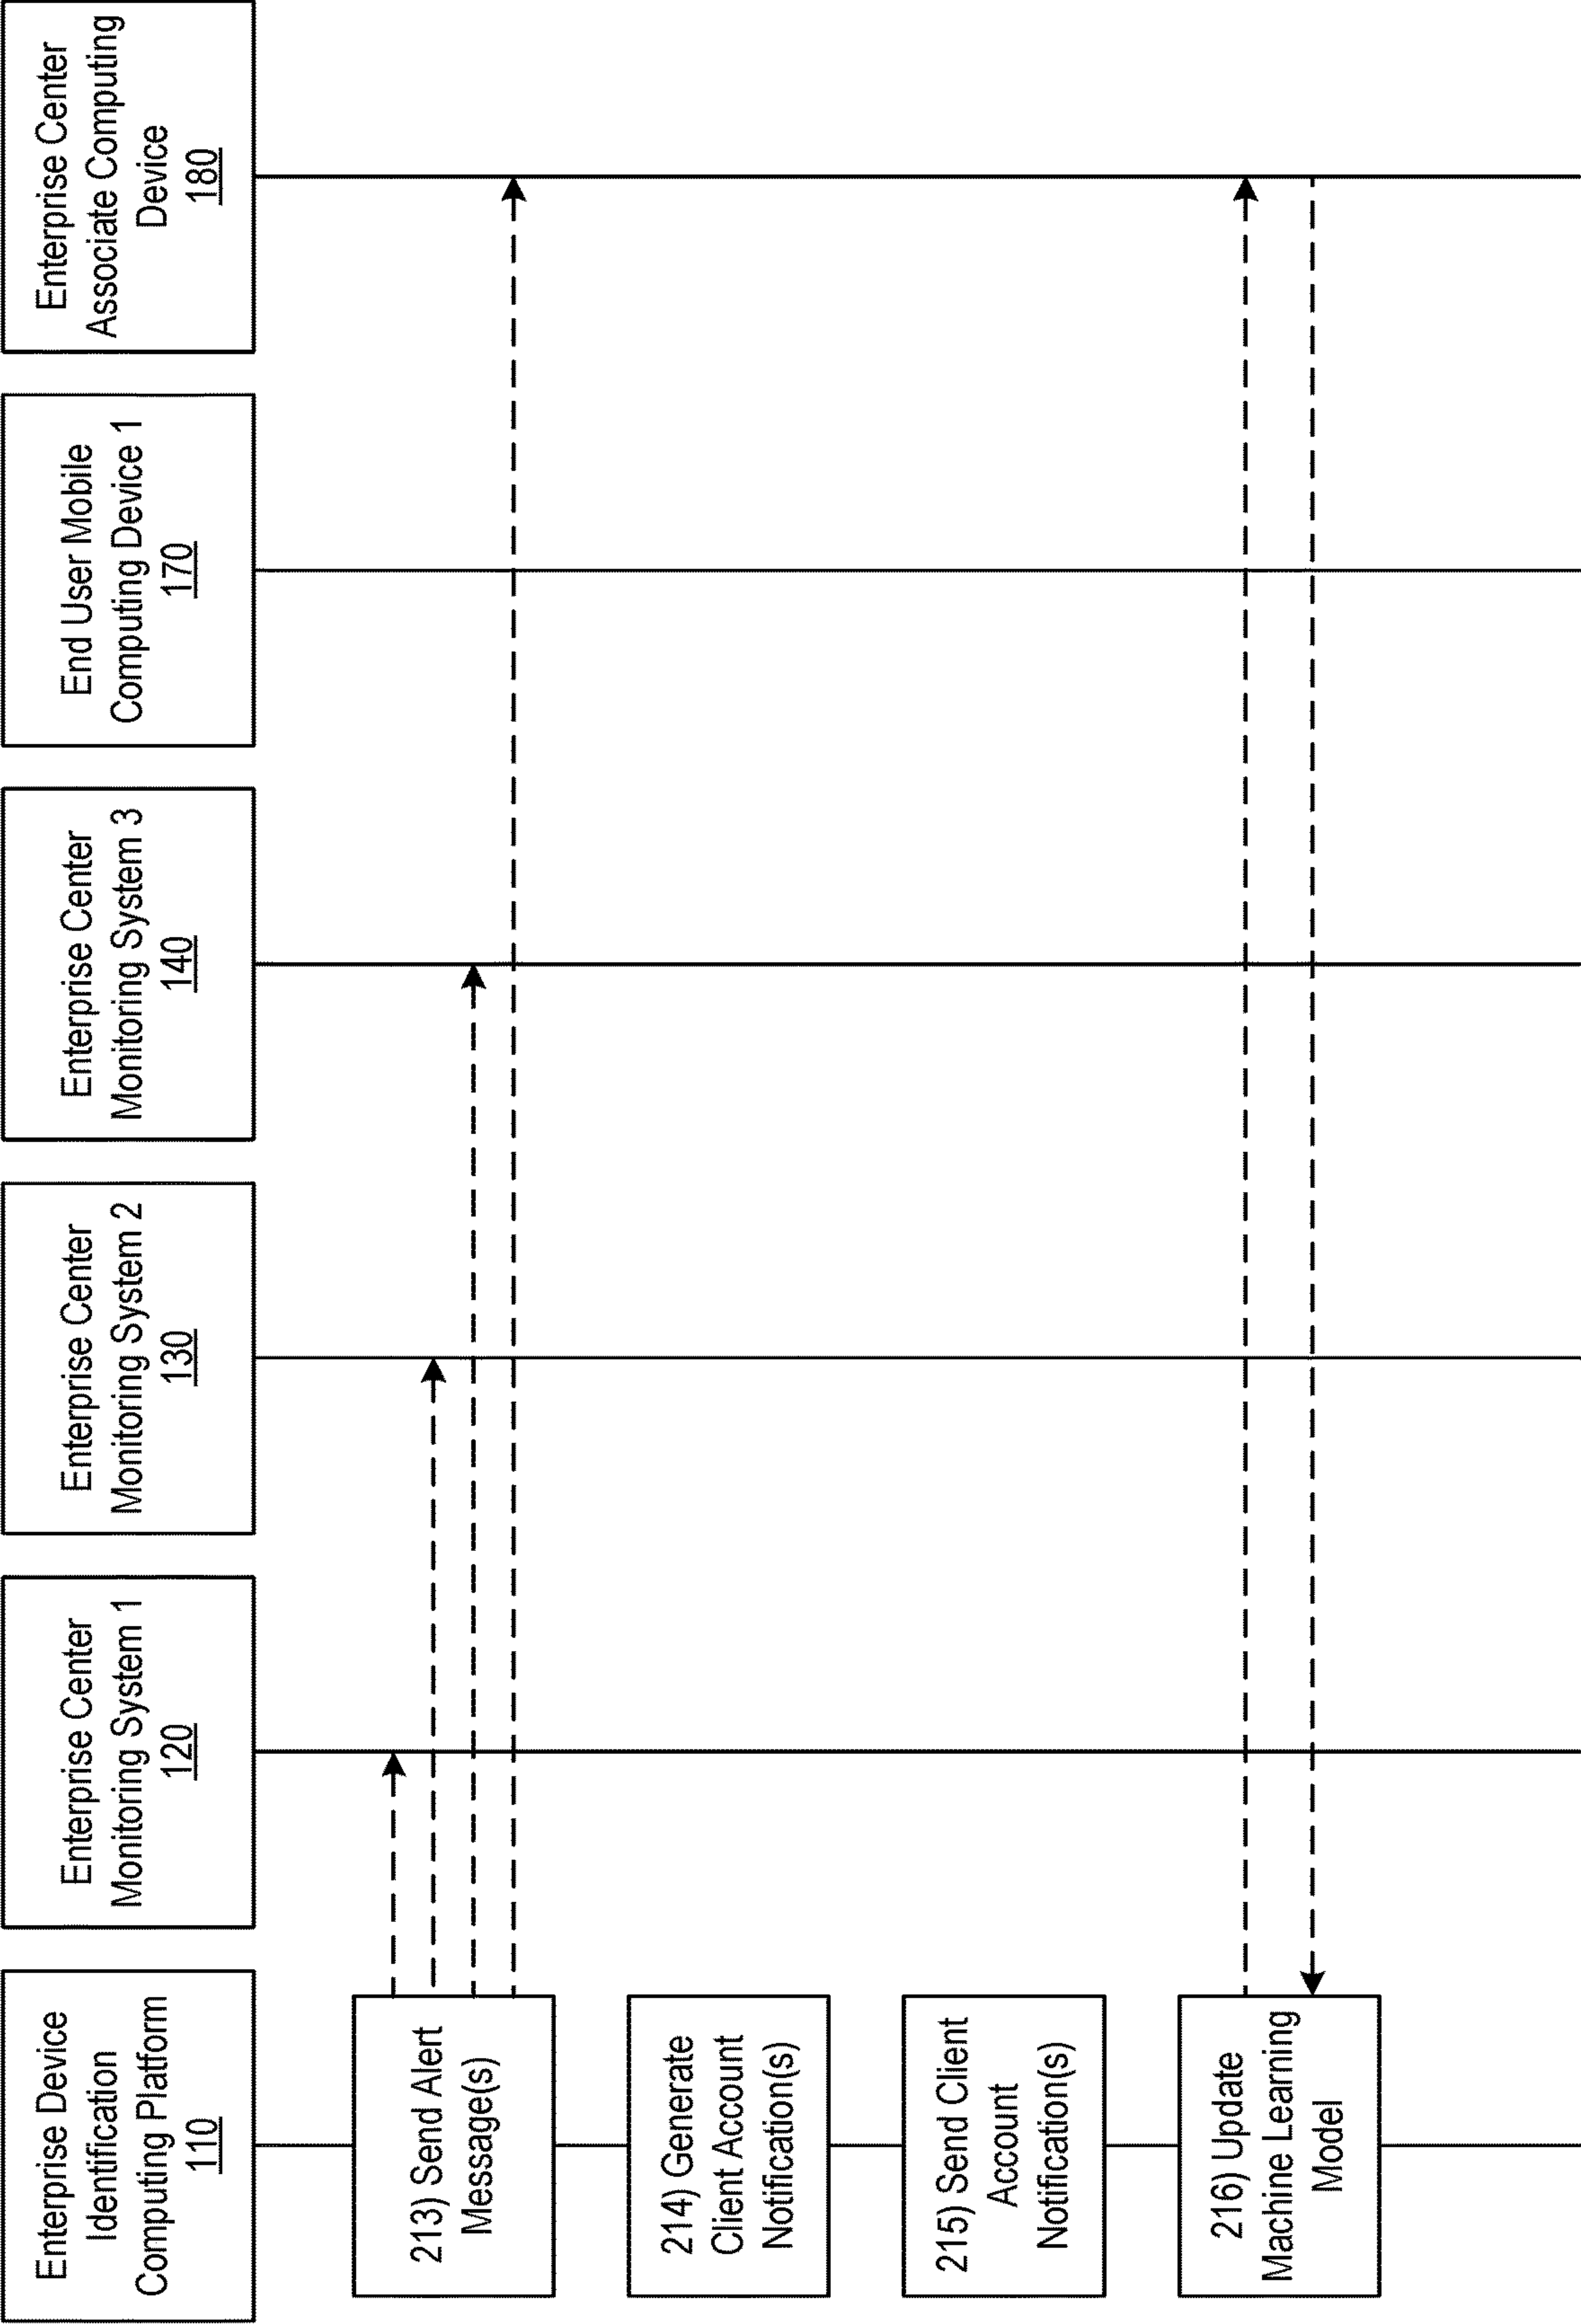 Enterprise Device
Identification
Computing Platform
110
Enterprise Center
Monitoring System 1
120
Enterprise Center
Monitoring System 2
130
Enterprise Center
Monitoring System 3
140
End User Mobile
Computing Device 1
170
Enterprise Center
Associate Computing
Device
180
213) Send Alert
Message(s)
214) Generate
Client Account
Notification(s)
215) Send Client
Account
Notification(s)
216) Update
Machine Learning
Model